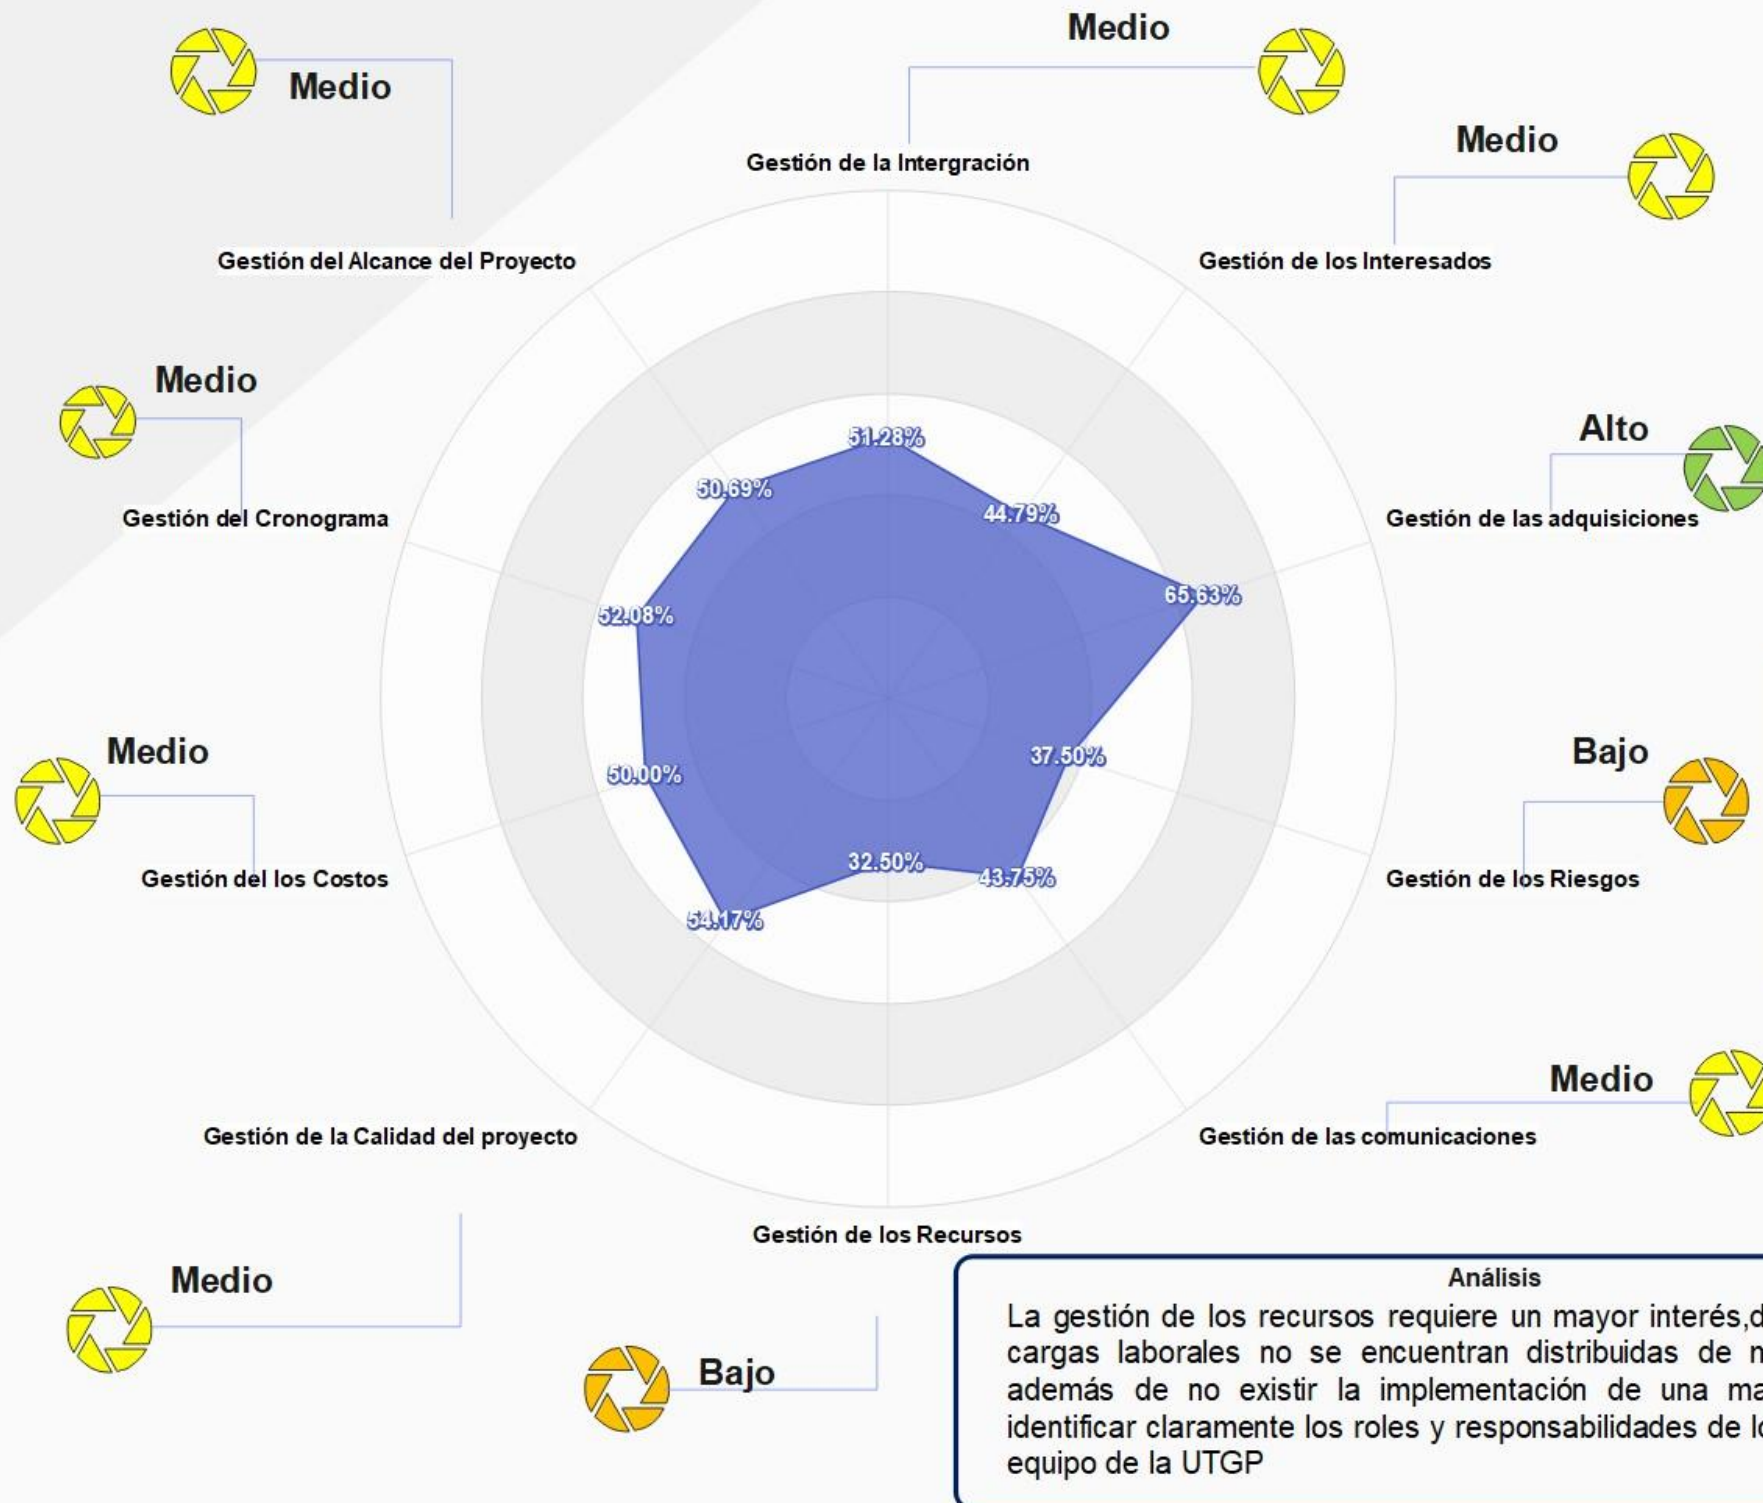 Medio
Medio
Medio
Gestión de la Intergración
Gestión del Alcance del Proyecto
Gestión de los Interesados
Medio
Alto
Gestión del Cronograma
Gestión de las adquisiciones
51.28%
50.69%
44.79%
65.63%
52.08%
37.50%
50.00%
32.50%
43.75%
54.17%
Medio
Bajo
Gestión del los Costos
Gestión de los Riesgos
Medio
Gestión de la Calidad del proyecto
Gestión de las comunicaciones
Gestión de los Recursos
Medio
Bajo
Análisis
La gestión de los recursos requiere un mayor interés,
cargas laborales no se encuentran distribuidas de
además de no existir la implementación de una
identificar claramente los roles y responsabilidades de
equipo de la UTGP